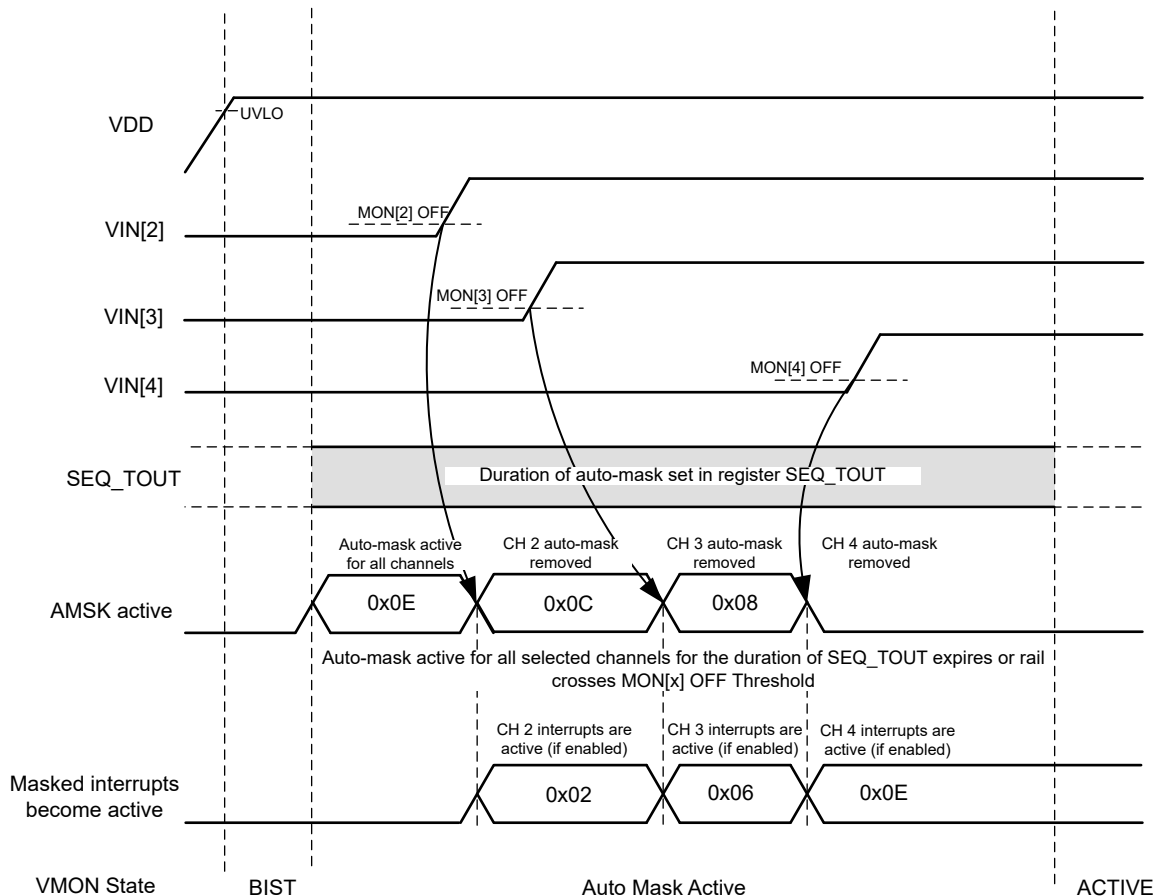 VDD
UVLO
VIN[2]
MON[2] OFF
VIN[3]
MON[3] OFF
VIN[4]
MON[4] OFF
SEQ_TOUT
Duration of auto-mask set in register SEQ_TOUT
Auto-mask active
for all channels
CH 2 auto-mask
removed
CH 3 auto-mask
removed
CH 4 auto-mask
removed
AMSK active
0x0E
0x0C
0x08
Auto-mask active for all selected channels for the duration of SEQ_TOUT expires or rail
crosses MON[x] OFF Threshold
CH 2 interrupts are
active (if enabled)
CH 3 interrupts are
active (if enabled)
CH 4 interrupts are
active (if enabled)
Masked interrupts
become active
0x02
0x06
0x0E
VMON State
BIST
Auto Mask Active
ACTIVE